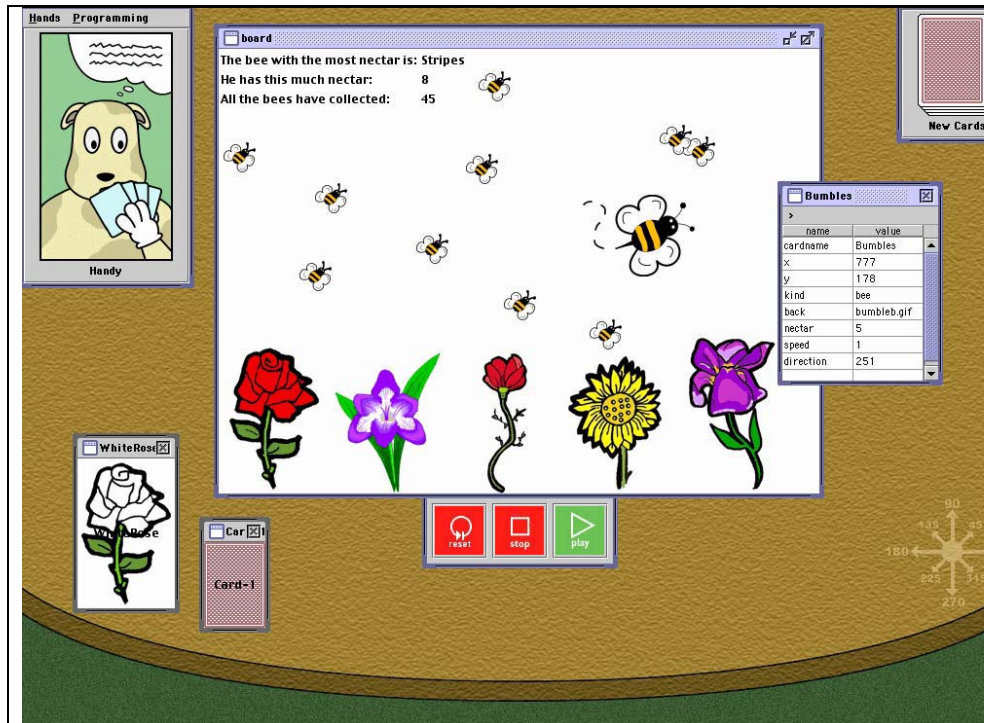 Hands Programming
Handy
board
The bee with the most nectar is: Stripes
He has this much nectar: 8
All the bees have collected: 45
New Cards
Bumbles
>
name value
cardname Bumbles
x 777
y 178
kind bee
back bumbleb.gif
nectar 5
speed 1
direction 251
WhiteRose
WhiteRose
Car 1
Card-1
reset stop play
90
135 45
180
225 315
270